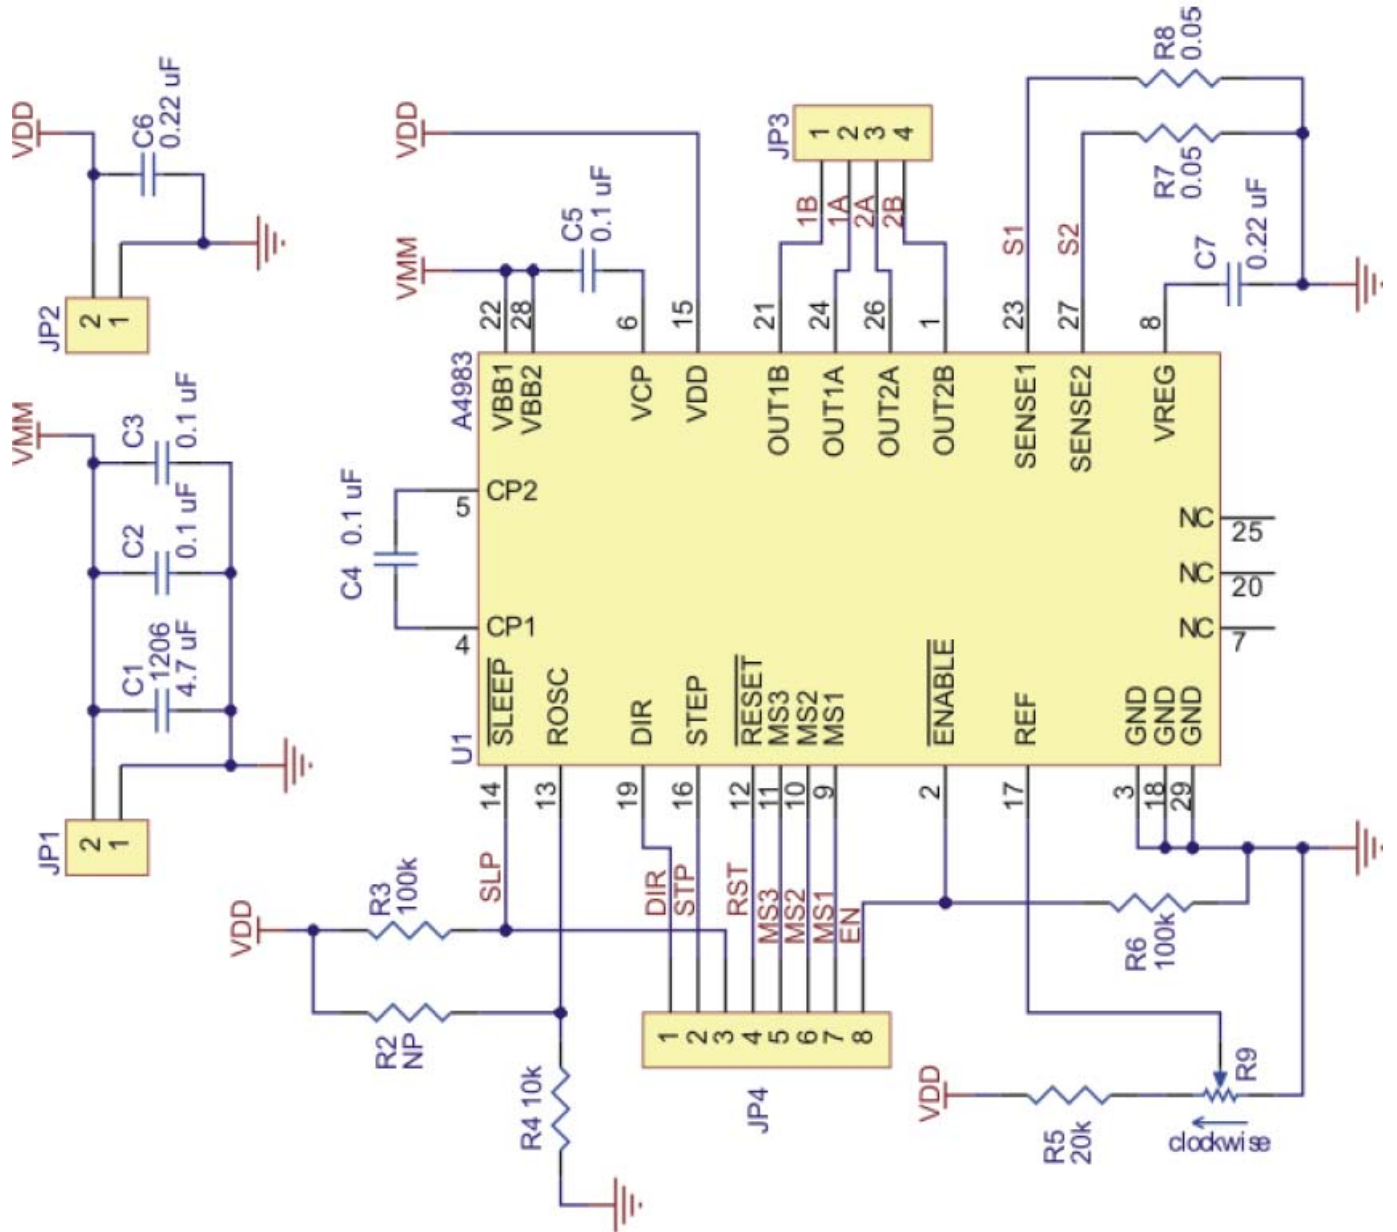 VDD
C6
0.22 uF
JP2
2
1
VMM
C3
0.1 uF
C2
0.1 uF
C1
1206
4.7 uF
JP1
2
1
VDD
VMM
C5
0.1 uF
JP3
1
2
3
4
1B
1A
2A
2B
S1
S2
R8
0.05
R7
0.05
C7
0.22 uF
22
28
6
15
21
24
26
1
23
27
8
A4983
VBB1
VBB2
VCP
VDD
OUT1B
OUT1A
OUT2A
OUT2B
SENSE1
SENSE2
VREG
C4 0.1 uF
5
CP2
4
CP1
NC
25
NC
20
NC
7
U1
SLEEP
ROSC
DIR
STEP
RESET
MS3
MS2
MS1
ENABLE
REF
GND
GND
GND
14
13
19
16
12
11
10
9
2
17
3
18
29
SLP
DIR
STP
RST
MS3
MS2
MS1
EN
VDD
R3
100k
R2
NP
R4 10k
JP4
1
2
3
4
5
6
7
8
R6
100k
VDD
R5
20k
R9
clockwise